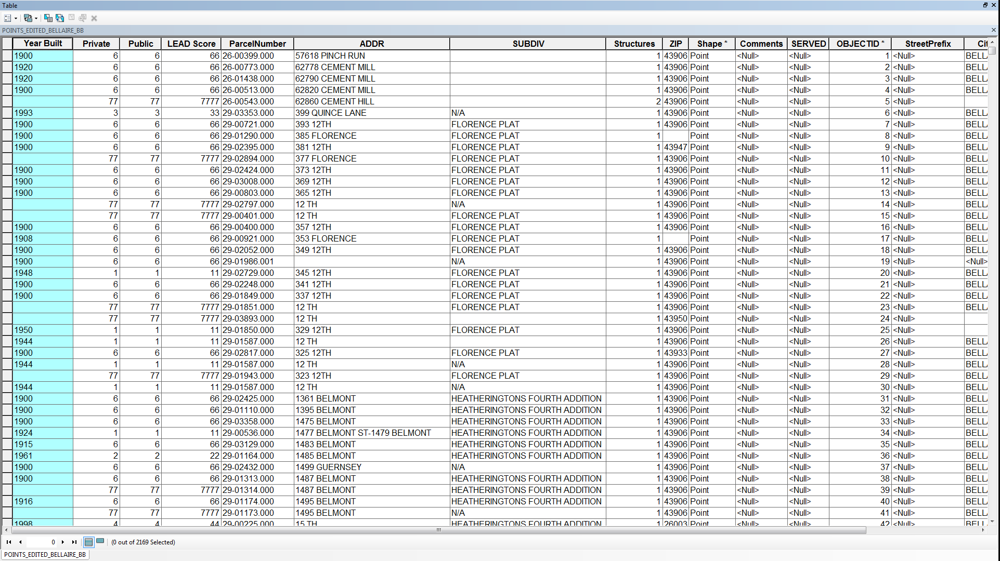 Table
POINTS_EDITED_BELLAIRE_BB
Year Built Private Public LEAD Score ParcelNumber ADDR SUBDIV Structures ZIP Shape * Comments SERVED OBJECTID * StreetPrefix Cit
1900 6 6 66 26-00399.000 57618 PINCH RUN 1 43906 Point <Null> <Null> 1 <Null> BELL
1920 6 6 66 26-00773.000 62778 CEMENT MILL 1 43906 Point <Null> <Null> 2 <Null> BELL
1920 6 6 66 26-01438.000 62790 CEMENT MILL 1 43906 Point <Null> <Null> 3 <Null> BELL
1900 6 6 66 26-00513.000 62820 CEMENT MILL 1 43906 Point <Null> <Null> 4 <Null> BELL
77 77 7777 26-00543.000 62860 CEMENT HILL 2 43906 Point <Null> <Null> 5 <Null>
1993 3 3 33 29-03353.000 399 QUINCE LANE N/A 1 43906 Point <Null> <Null> 6 <Null> BELL
1900 6 6 66 29-00721.000 393 12TH FLORENCE PLAT 1 43906 Point <Null> <Null> 7 <Null> BELL
1900 6 6 66 29-01290.000 385 FLORENCE FLORENCE PLAT 1 Point <Null> <Null> 8 <Null> BELL
1900 6 6 66 29-02395.000 381 12TH FLORENCE PLAT 1 43947 Point <Null> <Null> 9 <Null> BELL
77 77 7777 29-02894.000 377 FLORENCE FLORENCE PLAT 1 43906 Point <Null> <Null> 10 <Null> BELL
1900 6 6 66 29-02424.000 373 12TH FLORENCE PLAT 1 43906 Point <Null> <Null> 11 <Null> BELL
1900 6 6 66 29-03008.000 369 12TH FLORENCE PLAT 1 43906 Point <Null> <Null> 12 <Null> BELL
1900 6 6 66 29-00803.000 365 12TH FLORENCE PLAT 1 43906 Point <Null> <Null> 13 <Null> BELL
77 77 7777 29-02797.000 12 TH N/A 1 43906 Point <Null> <Null> 14 <Null> BELL
77 77 7777 29-00401.000 12 TH FLORENCE PLAT 1 43906 Point <Null> <Null> 15 <Null> BELL
1900 6 6 66 29-00400.000 357 12TH FLORENCE PLAT 1 43906 Point <Null> <Null> 16 <Null> BELL
1908 6 6 66 29-00921.000 353 FLORENCE FLORENCE PLAT 1 Point <Null> <Null> 17 <Null> BELL
1900 6 6 66 29-02052.000 349 12TH FLORENCE PLAT 1 43906 Point <Null> <Null> 18 <Null> BELL
1900 6 6 66 29-01986.001 N/A 1 43906 Point <Null> <Null> 19 <Null> <Null>
1948 1 1 11 29-02729.000 345 12TH FLORENCE PLAT 1 43906 Point <Null> <Null> 20 <Null> BELL
1900 6 6 66 29-02248.000 341 12TH FLORENCE PLAT 1 43906 Point <Null> <Null> 21 <Null> BELL
1900 6 6 66 29-01849.000 337 12TH FLORENCE PLAT 1 43906 Point <Null> <Null> 22 <Null> BELL
77 77 7777 29-01851.000 12 TH FLORENCE PLAT 1 43906 Point <Null> <Null> 23 <Null> BELL
77 77 7777 29-03893.000 12 TH 1 43950 Point <Null> <Null> 24 <Null>
1950 1 1 11 29-01850.000 329 12TH FLORENCE PLAT 1 43906 Point <Null> <Null> 25 <Null>
1944 1 1 11 29-01587.000 12 TH 1 43906 Point <Null> <Null> 26 <Null> BELL
1900 6 6 66 29-02817.000 325 12TH FLORENCE PLAT 1 43933 Point <Null> <Null> 27 <Null> BELL
1944 1 1 11 29-01587.000 12 TH N/A 1 43906 Point <Null> <Null> 28 <Null> BELL
77 77 7777 29-01943.000 323 12TH FLORENCE PLAT 1 43906 Point <Null> <Null> 29 <Null> BELL
1944 1 1 11 29-01587.000 12 TH N/A 1 43906 Point <Null> <Null> 30 <Null> BELL
1900 6 6 66 29-02425.000 1361 BELMONT HEATHERINGTONS FOURTH ADDITION 1 43906 Point <Null> <Null> 31 <Null> BELL
1900 6 6 66 29-01110.000 1395 BELMONT HEATHERINGTONS FOURTH ADDITION 1 43906 Point <Null> <Null> 32 <Null> BELL
1900 6 6 66 29-03358.000 1475 BELMONT HEATHERINGTONS FOURTH ADDITION 1 43906 Point <Null> <Null> 33 <Null> BELL
1924 1 1 11 29-00536.000 1477 BELMONT ST-1479 BELMONT HEATHERINGTONS FOURTH ADDITION 1 43906 Point <Null> <Null> 34 <Null> BELL
1915 6 6 66 29-03129.000 1483 BELMONT HEATHERINGTONS FOURTH ADDITION 1 43906 Point <Null> <Null> 35 <Null> BELL
1961 2 2 22 29-01164.000 1485 BELMONT HEATHERINGTONS FOURTH ADDITION 1 43906 Point <Null> <Null> 36 <Null> BELL
1900 6 6 66 29-02432.000 1499 GUERNSEY N/A 1 43906 Point <Null> <Null> 37 <Null> BELL
1900 6 6 66 29-01313.000 1487 BELMONT HEATHERINGTONS FOURTH ADDITION 1 43906 Point <Null> <Null> 38 <Null> BELL
77 77 7777 29-01314.000 1487 BELMONT HEATHERINGTONS FOURTH ADDITION 1 43906 Point <Null> <Null> 39 <Null> BELL
1916 6 6 66 29-01174.000 1495 BELMONT HEATHERINGTONS FOURTH ADDITION 1 43906 Point <Null> <Null> 40 <Null> BELL
77 77 7777 29-01173.000 1495 BELMONT N/A 1 43906 Point <Null> <Null> 41 <Null> BELL
1998 4 4 44 29-00225.000 15 TH HEATHERINGTONS FOURTH ADDITION 1 26003 Point <Null> <Null> 42 <Null> BELL
0 (0 out of 2169 Selected)
POINTS_EDITED_BELLAIRE_BB